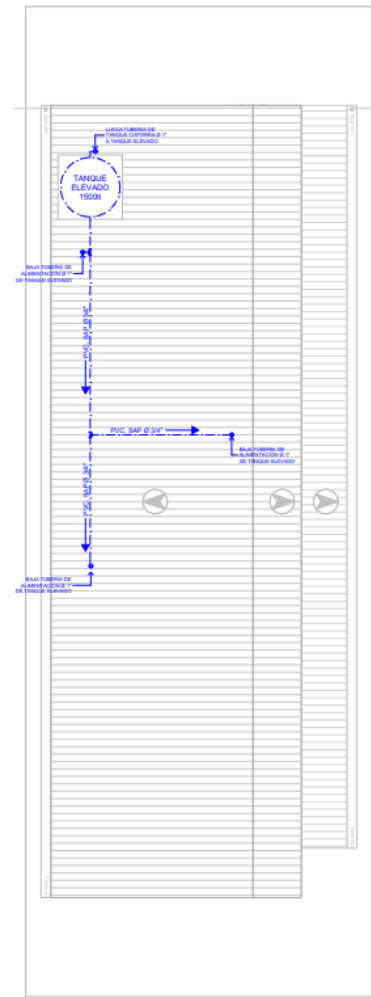 LLEGA TUBERIA DE
TANQUE CISTERNA Ø 1"
A TANQUE ELEVADO
TANQUE
ELEVADO
1500lt
BAJA TUBERIA DE
ALIMENTACION Ø 1"
DE TANQUE ELEVADO
PVC. SAP Ø 3/4"
PVC. SAP Ø 3/4"
BAJA TUBERIA DE
ALIMENTACION Ø 1"
DE TANQUE ELEVADO
PVC. SAP Ø 3/4"
BAJA TUBERIA DE
ALIMENTACION Ø 1"
DE TANQUE ELEVADO